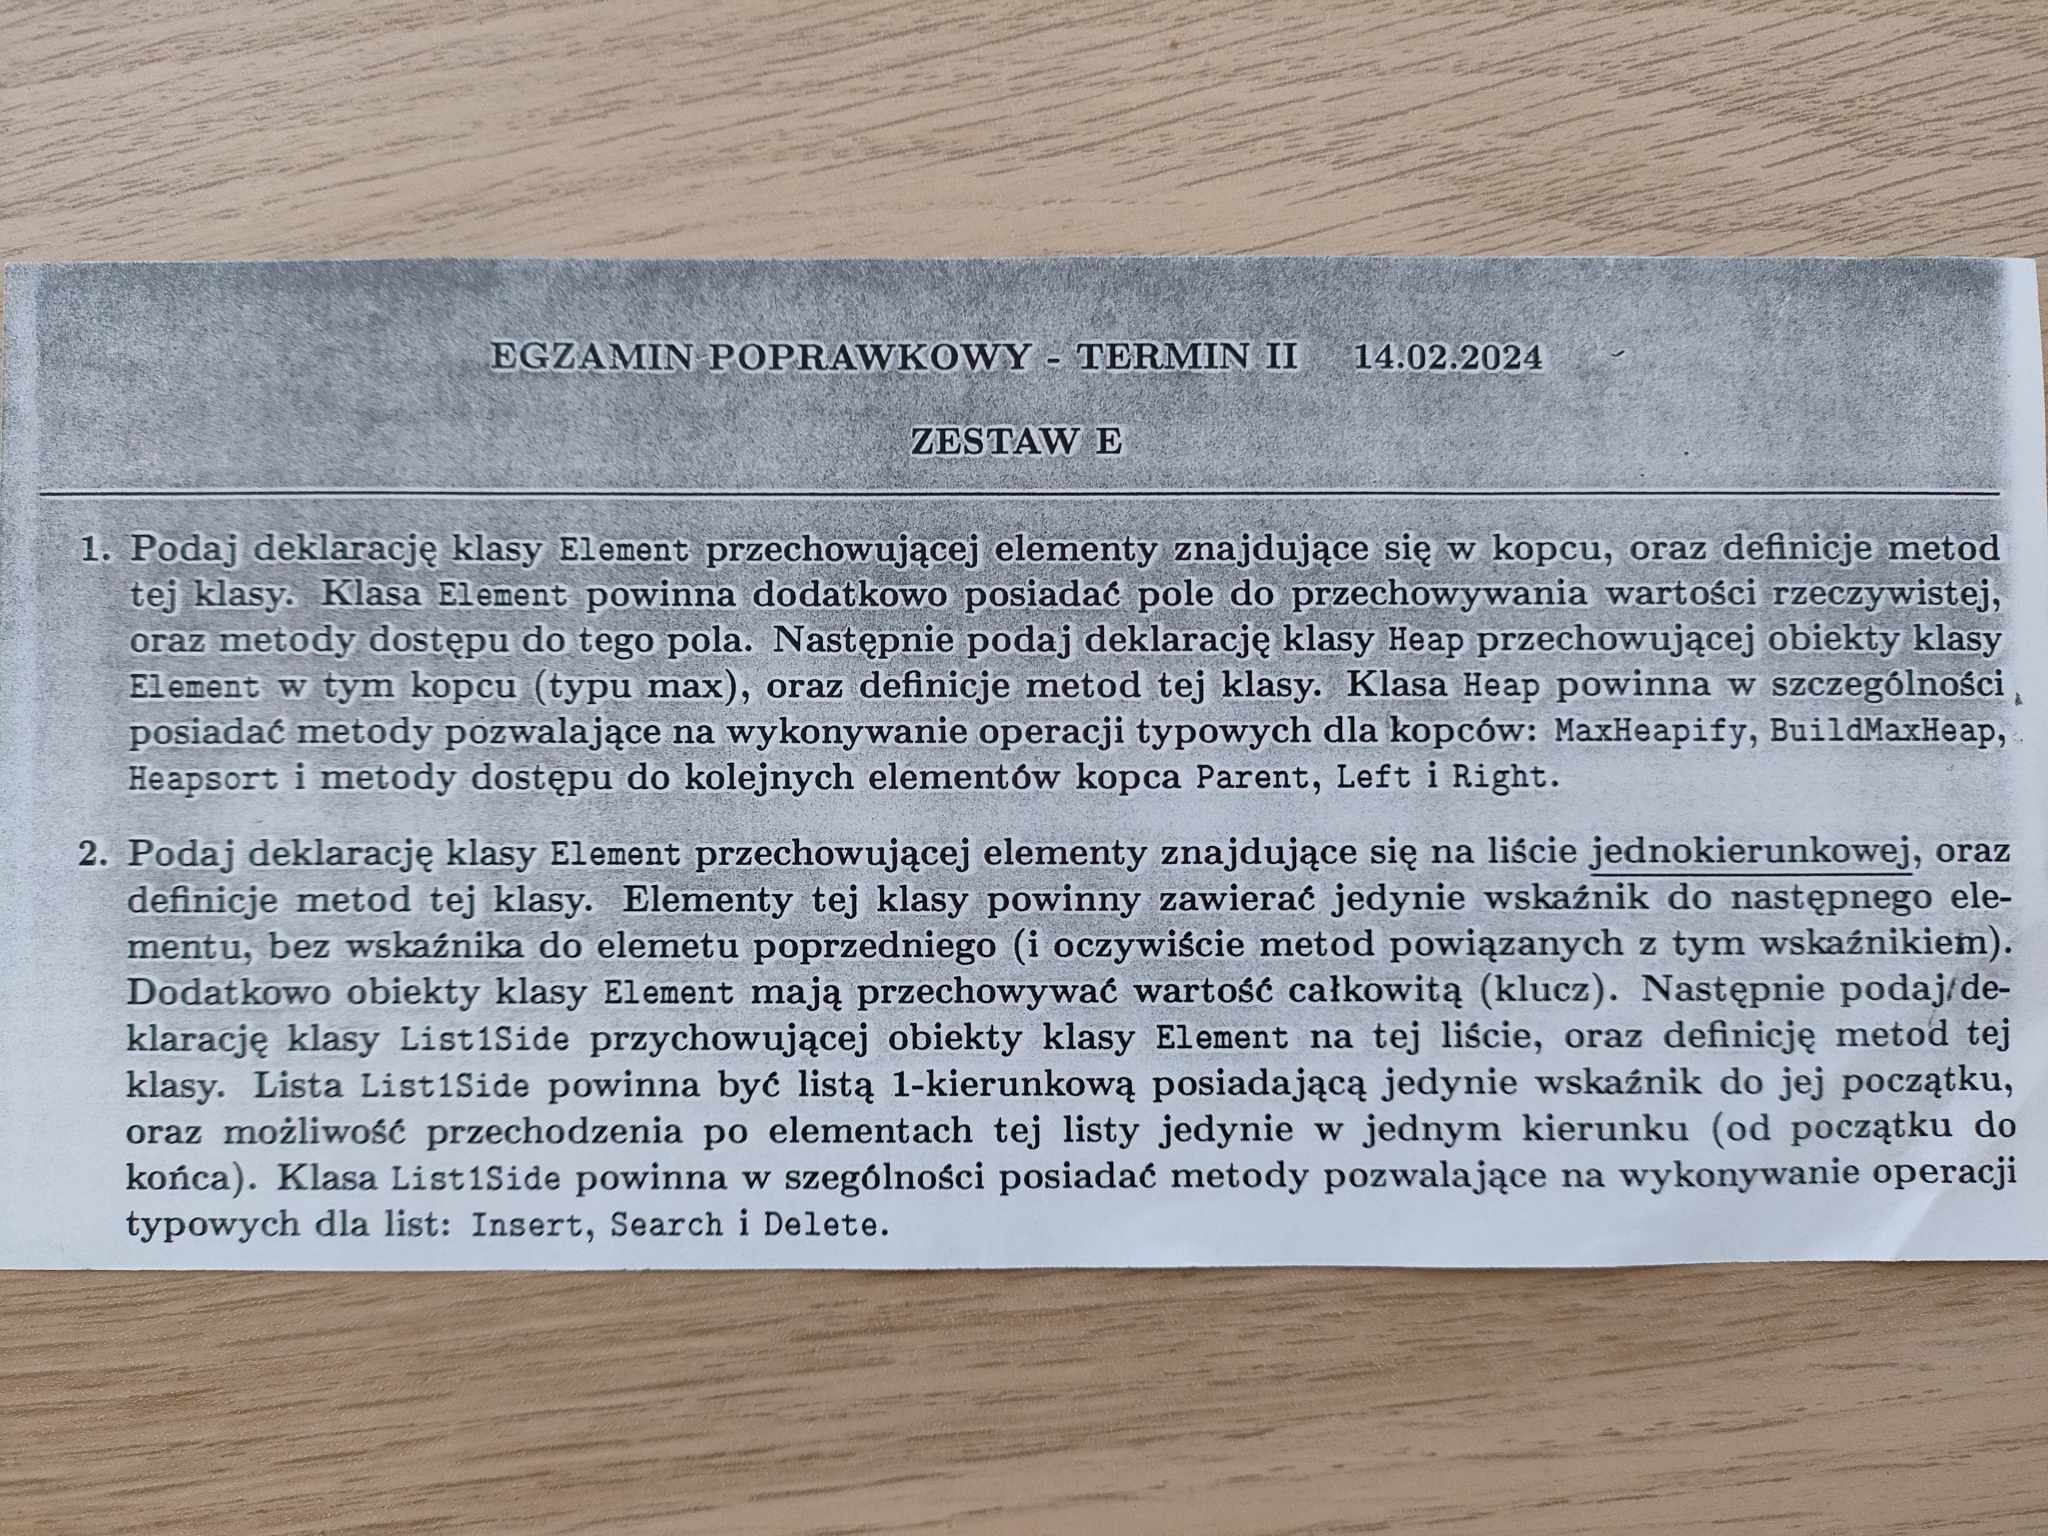 EGZAMIN POPRAWKOWY - TERMIN II 14.02.2024
ZESTAW E
1. Podaj deklarację klasy Element przechowującej elementy znajdujące się w kopcu, oraz definicje metod
tej klasy. Klasa Element powinna dodatkowo posiadać pole do przechowywania wartości rzeczywistej,
oraz metody dostępu do tego pola. Następnie podaj deklarację klasy Heap przechowującej obiekty klasy
Element w tym kopcu (typu max), oraz definicje metod tej klasy. Klasa Heap powinna w szczególności
posiadać metody pozwalające na wykonywanie operacji typowych dla kopców: MaxHeapify, BuildMaxHeap,
Heapsort i metody dostępu do kolejnych elementów kopca Parent, Left i Right.
2. Podaj deklarację klasy Element przechowującej elementy znajdujące się na liście jednokierunkowej, oraz
definicje metod tej klasy. Elementy tej klasy powinny zawierać jedynie wskaźnik do następnego ele-
mentu, bez wskaźnika do elemetu poprzedniego (i oczywiście metod powiązanych z tym wskaźnikiem).
Dodatkowo obiekty klasy Element mają przechowywać wartość całkowitą (klucz). Następnie podaj de-
klarację klasy List1Side przychowującej obiekty klasy Element na tej liście, oraz definicję metod tej
klasy. Lista List1Side powinna być listą 1-kierunkową posiadającą jedynie wskaźnik do jej początku,
oraz możliwość przechodzenia po elementach tej listy jedynie w jednym kierunku (od początku do
końca). Klasa List1Side powinna w szególności posiadać metody pozwalające na wykonywanie operacji
typowych dla list: Insert, Search i Delete.